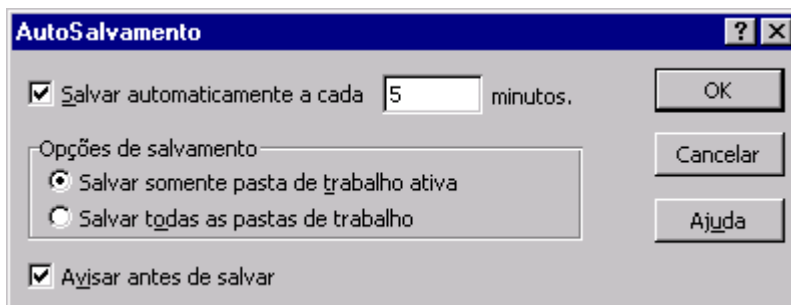 AutoSalvamento
Salvar automaticamente a cada 5 minutos.
OK
Opções de salvamento
Cancelar
Salvar somente pasta de trabalho ativa
Salvar todas as pastas de trabalho
Ajuda
Avisar antes de salvar